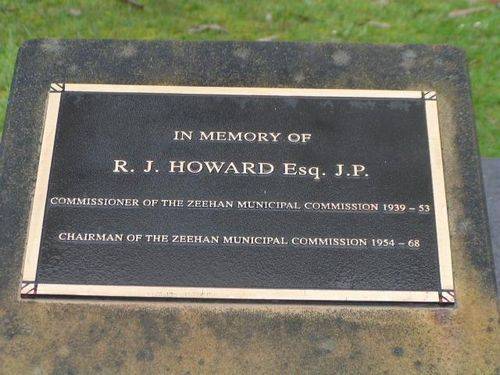 IN MEMORY OF
R. J. HOWARD Esq. J.P.
COMMISSIONER OF THE ZEEHAN MUNICIPAL COMMISSION 1939 – 53
CHAIRMAN OF THE ZEEHAN MUNICIPAL COMMISSION 1954 – 68